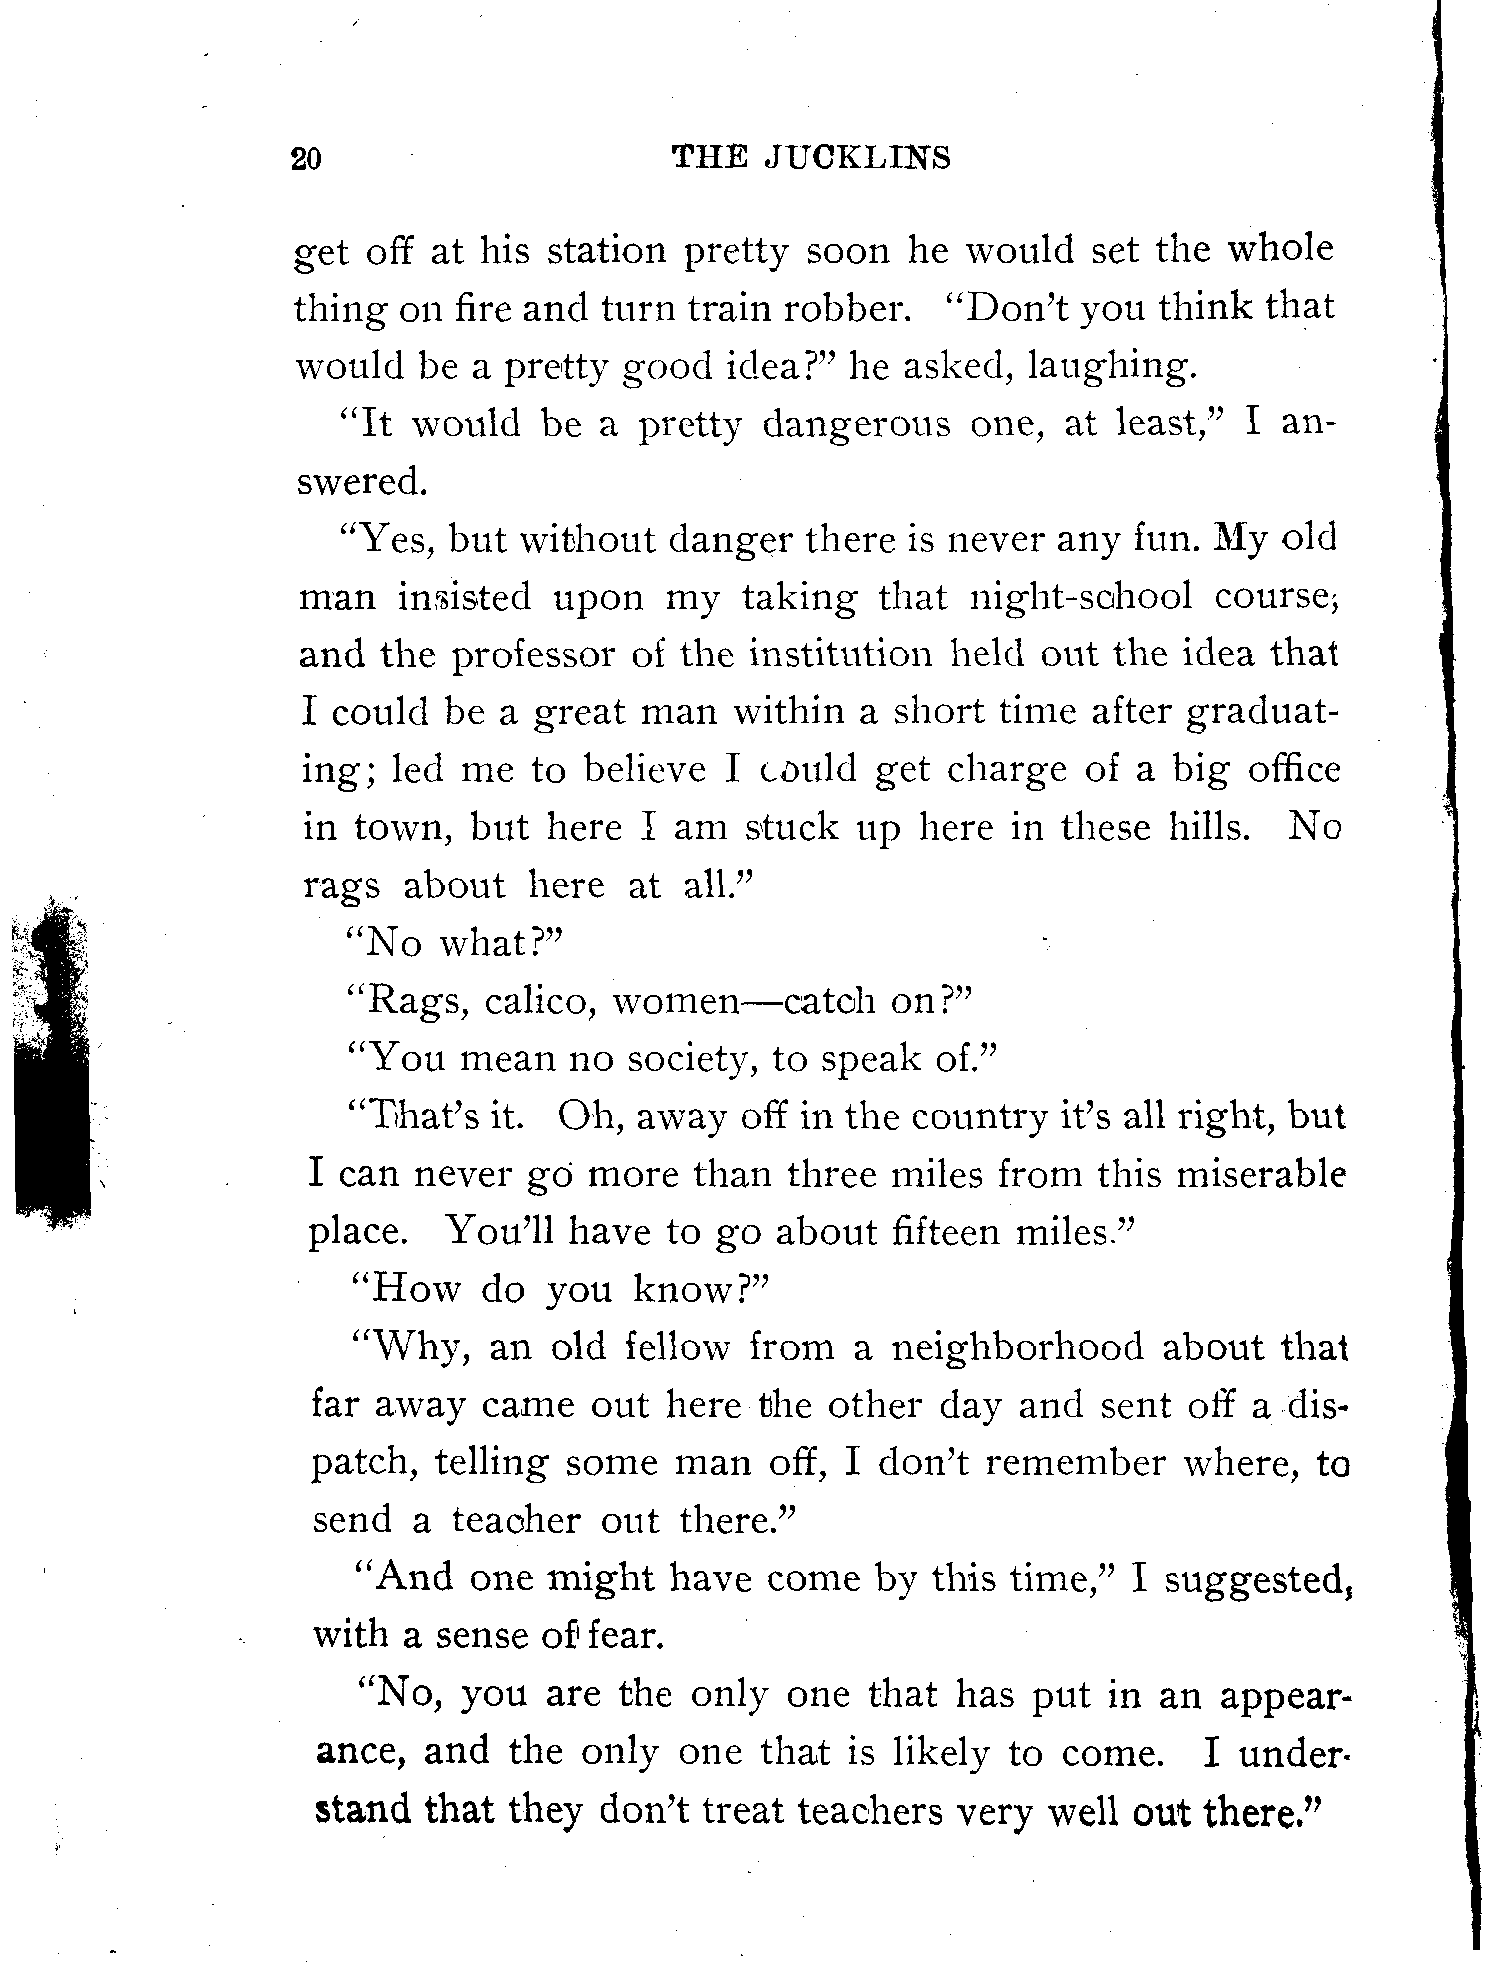 20 THE JUCKLINS
get off at his station pretty soon he would set the whole
thing on fire and turn train robber. "Don't you think that
would be a pretty good idea?" he asked, laughing.
"It would be a pretty dangerous one, at least," I an-
swered.
"Yes, but without danger there is never any fun. My old
man insisted upon my taking that night-school course;
and the professor of the institution held out the idea that
I could be a great man within a short time after graduat-
ing; led me to believe I could get charge of a big office
in town, but here I am stuck up here in these hills. No
rags about here at all."
"No what?"
"Rags, calico, women—catch on?"
"You mean no society, to speak of."
"That's it. Oh, away off in the country it's all right, but
I can never go more than three miles from this miserable
place. You'll have to go about fifteen miles."
"How do you know?"
"Why, an old fellow from a neighborhood about that
far away came out here the other day and sent off a dis-
patch, telling some man off, I don't remember where, to
send a teacher out there."
"And one might have come by this time," I suggested,
with a sense of fear.
"No, you are the only one that has put in an appear-
ance, and the only one that is likely to come. I under-
stand that they don't treat teachers very well out there."